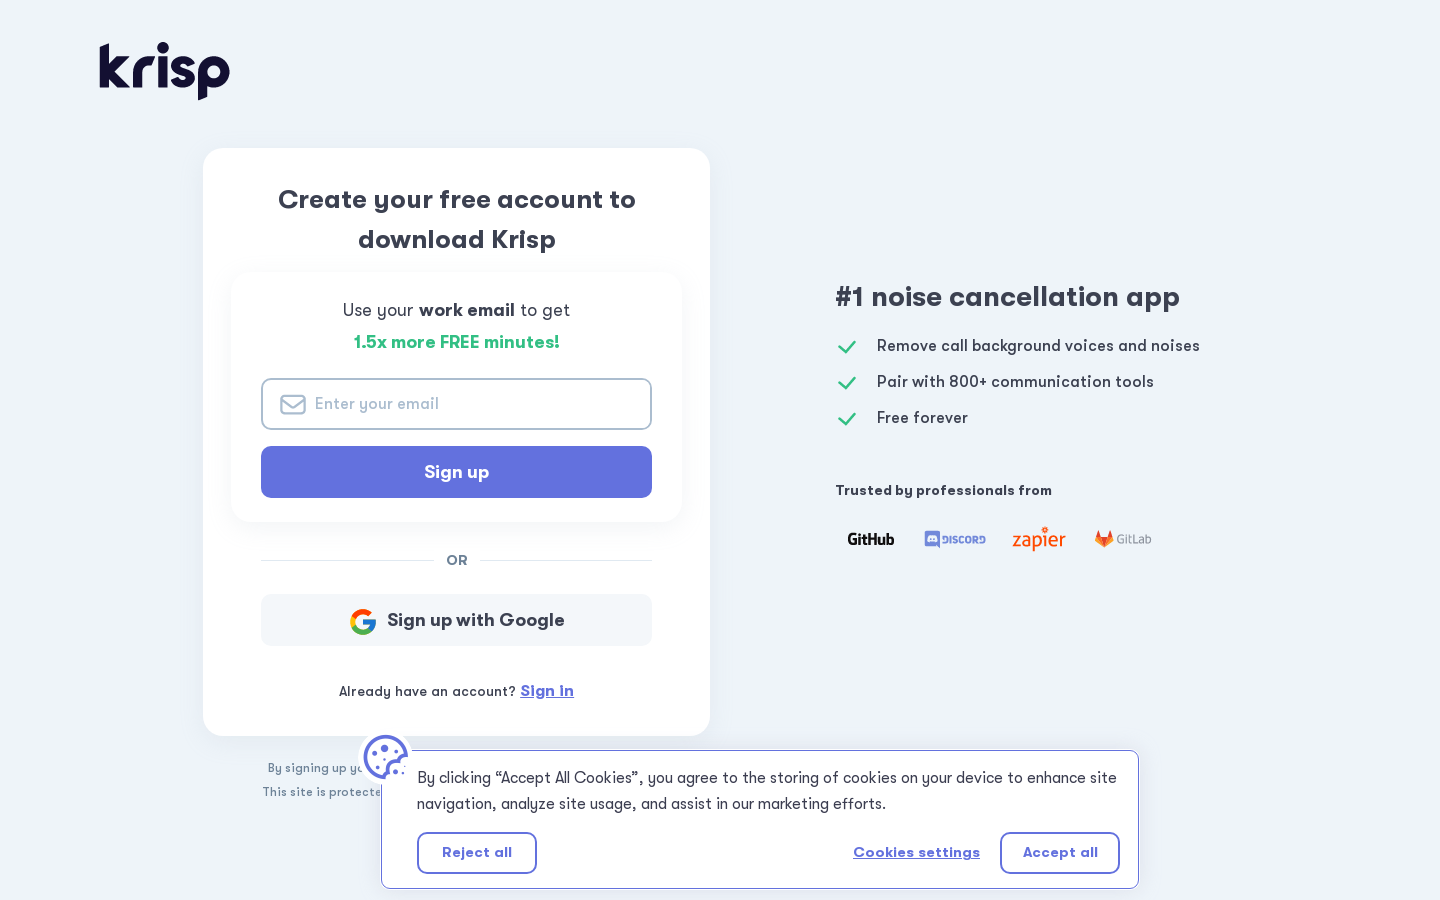 krisp
Create your free account to
download Krisp
Use your work email to get
1.5x more FREE minutes!
Enter your email
Sign up
OR
Sign up with Google
Already have an account? Sign in
#1 noise cancellation app
Remove call background voices and noises
Pair with 800+ communication tools
Free forever
Trusted by professionals from
GitHub DISCORD zapier GitLab
By signing up
This site is
By clicking “Accept All Cookies”, you agree to the storing of cookies on your device to enhance site
navigation, analyze site usage, and assist in our marketing efforts.
Reject all
Cookies settings
Accept all